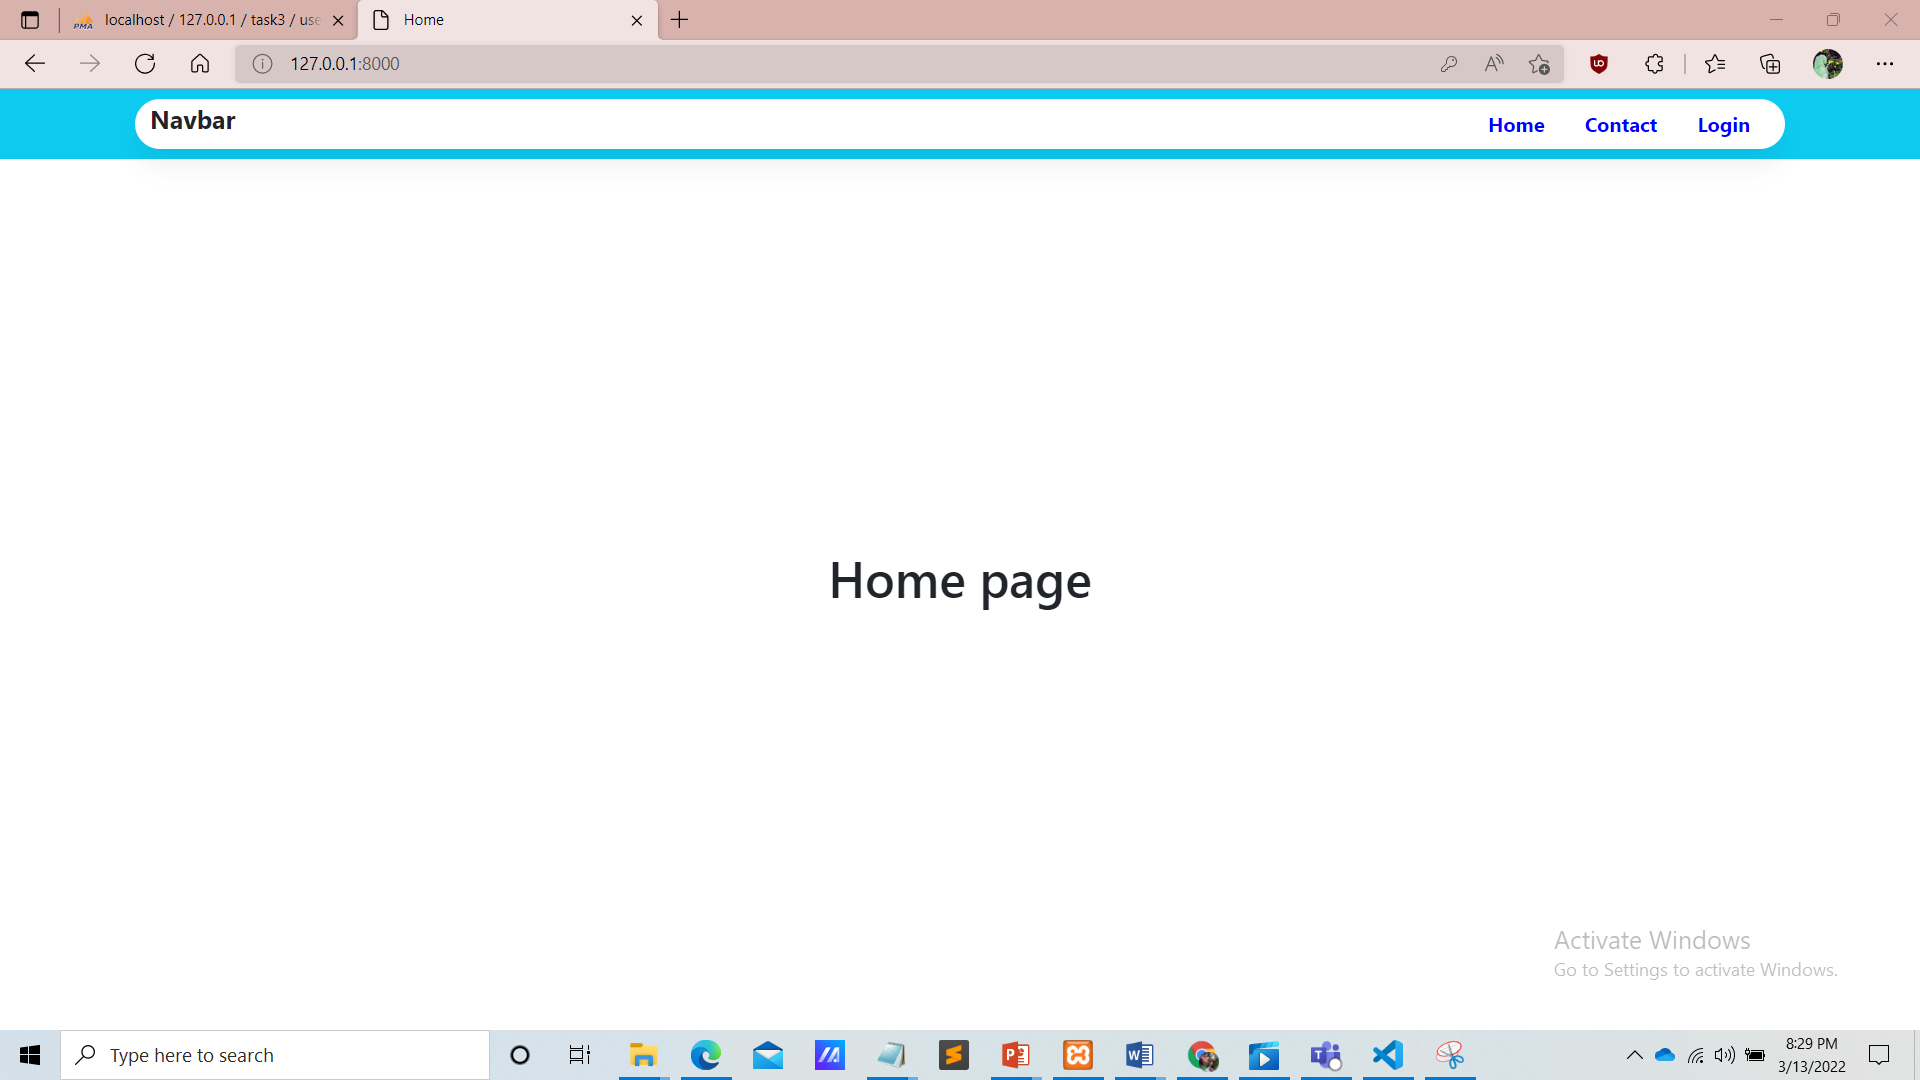 localhost / 127.0.0.1 / task3 / use
Home
127.0.0.1:8000
Navbar
Home
Contact
Login
Home page
Activate Windows
Go to Settings to activate Windows.
Type here to search
8:29 PM
3/13/2022